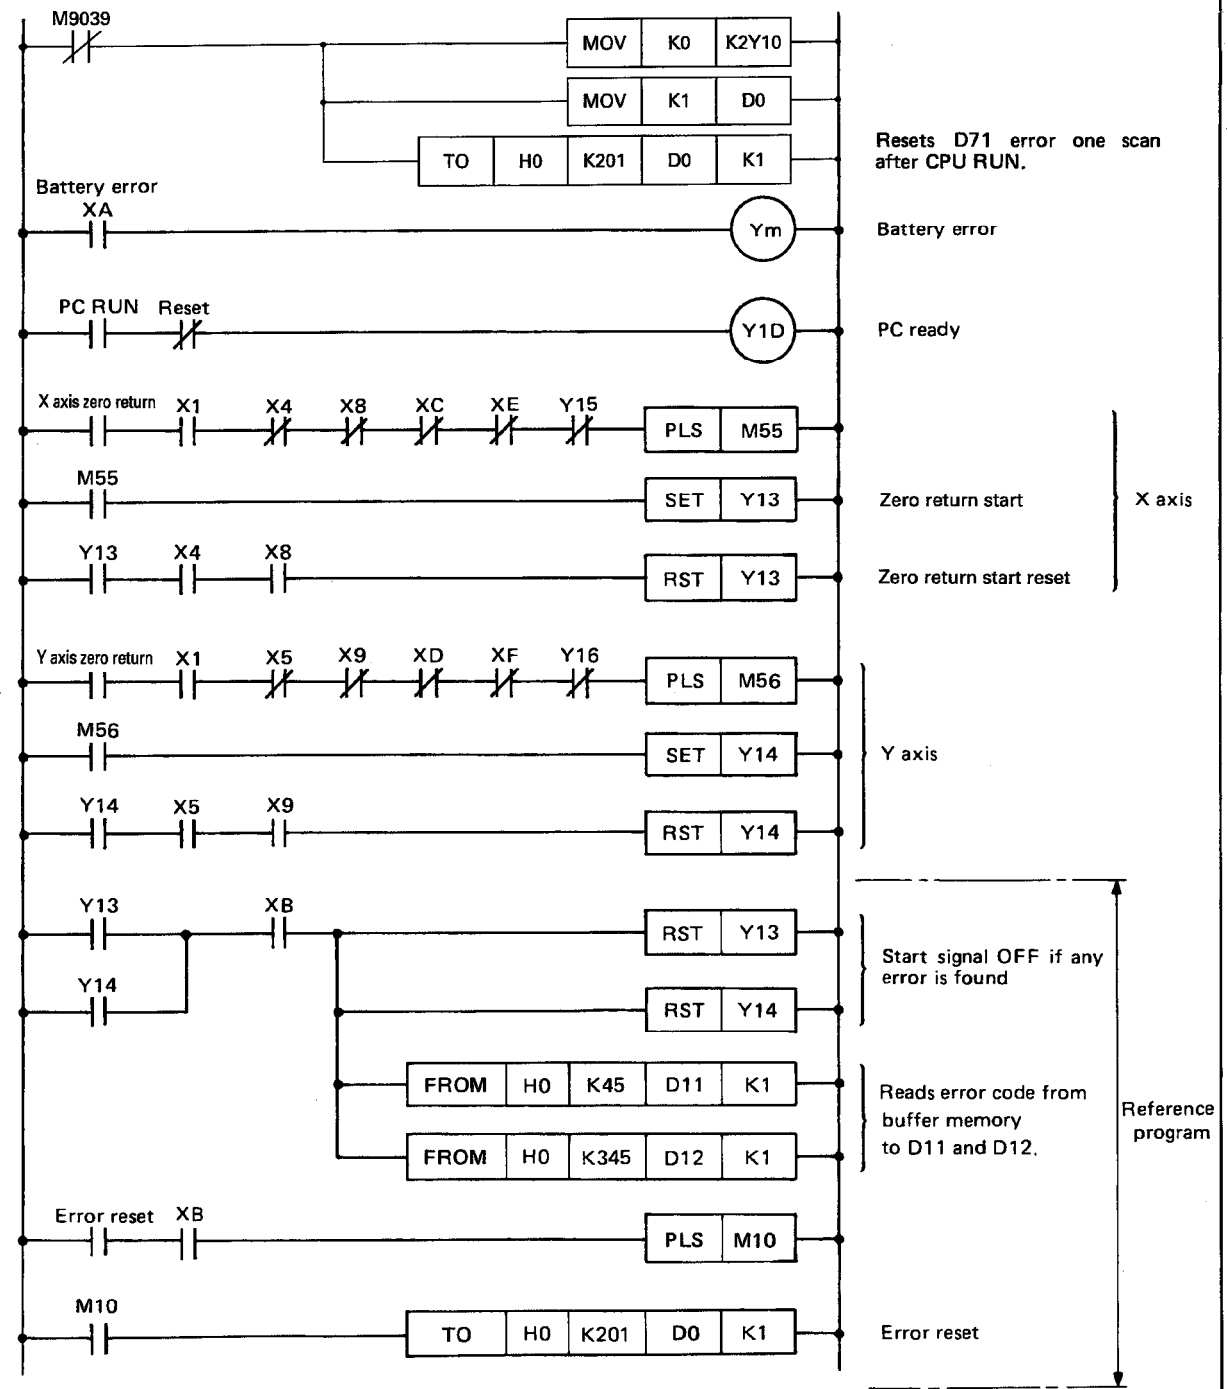 M9039
MOV K0 K2Y10
MOV K1 D0
TO H0 K201 D0 K1
Resets D71 error one scan
after CPU RUN.
Battery error
XA
Ym
Battery error
PC RUN Reset
Y1D
PC ready
X axis zero return X1 X4 X8 XC XE Y15
PLS M55
M55
SET Y13
Zero return start
X axis
Y13 X4 X8
RST Y13
Zero return start reset
Y axis zero return X1 X5 X9 XD XF Y16
PLS M56
M56
SET Y14
Y axis
Y14 X5 X9
RST Y14
Y13 XB
RST Y13
Start signal OFF if any
error is found
Y14
RST Y14
FROM H0 K45 D11 K1
Reads error code from
buffer memory
to D11 and D12.
FROM H0 K345 D12 K1
Reference
program
Error reset XB
PLS M10
M10
TO H0 K201 D0 K1
Error reset